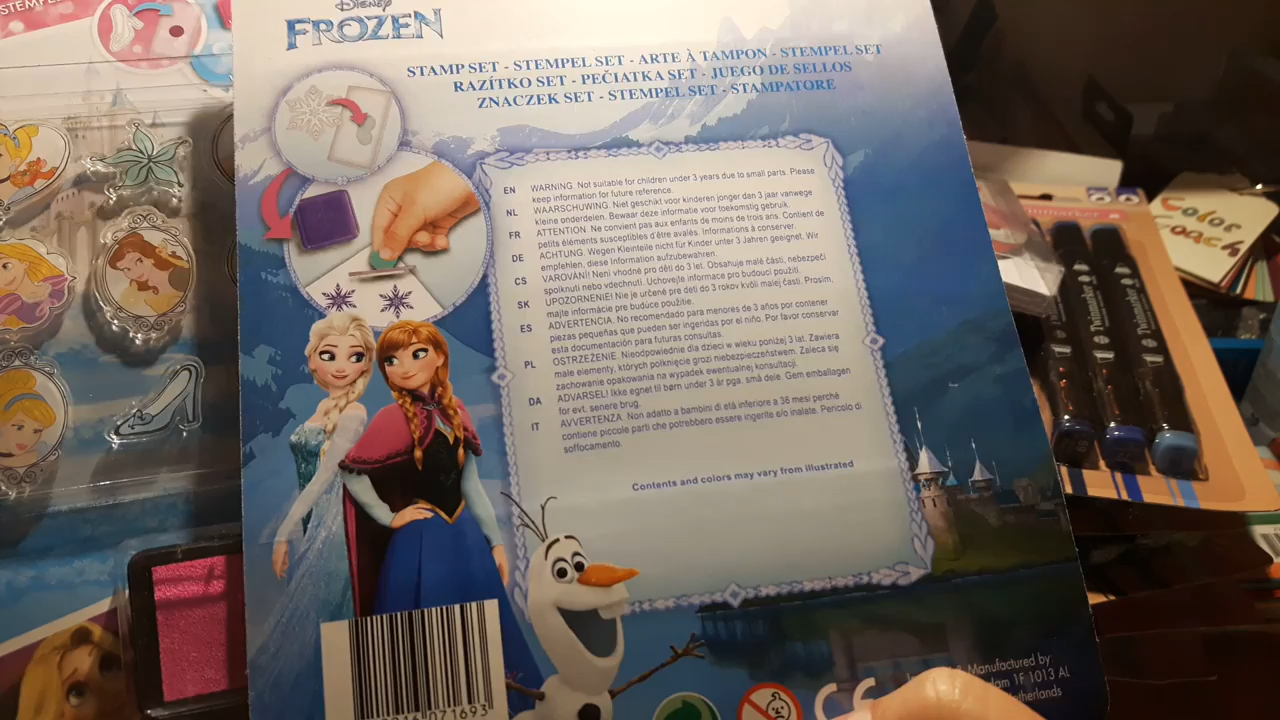 STEMPEL
DISNEY
FROZEN
STAMP SET - STEMPEL SET - ARTE À TAMPON - STEMPEL SET
RAZÍTKO SET - PEČIATKA SET - JUEGO DE SELLOS
ZNACZEK SET - STEMPEL SET - STAMPATORE
EN WARNING. Not suitable for children under 3 years due to small parts. Please
keep information for future reference.
NL WAARSCHUWING. Niet geschikt voor kinderen jonger dan 3 jaar vanwege
kleine onderdelen. Bewaar deze informatie voor toekomstig gebruik.
FR ATTENTION. Ne convient pas aux enfants de moins de trois ans. Contient de
petits éléments susceptibles d'être avalés. Informations à conserver.
DE ACHTUNG. Wegen Kleinteile nicht für Kinder unter 3 Jahren geeignet. Wir
empfehlen, diese Information aufzubewahren.
CS VAROVÁNÍ! Není vhodné pro děti do 3 let. Obsahuje malé části, nebezpečí
spolknutí nebo vdechnutí. Uchovejte informace pro budoucí použití.
SK UPOZORNENIE! Nie je určené pre deti do 3 rokov kvôli malej časti. Prosim,
majte informácie pre budúce použitie.
ES ADVERTENCIA. No recomendado para menores de 3 años por contener
piezas pequeñas que pueden ser ingeridas por el niño. Por favor conservar
esta documentación para futuras consultas.
PL OSTRZEŻENIE. Nieodpowiednie dla dzieci w wieku poniżej 3 lat. Zawiera
małe elementy, których połknięcie grozi niebezpieczeństwem. Zaleca się
zachowanie opakowania na wypadek ewentualnej konsultacji.
DA ADVARSEL! Ikke egnet til børn under 3 år pga. små dele. Gem emballagen
for evt. senere brug.
IT AVVERTENZA. Non adatto a bambini di età inferiore a 36 mesi perché
contiene piccole parti che potrebbero essere ingerite e/o inalate. Pericolo di
soffocamento.
Contents and colors may vary from illustrated
071693
CE
& Manufactured by:
1F 1013 AL
Color
Twinmarker
Twinmarker
Twinmarker